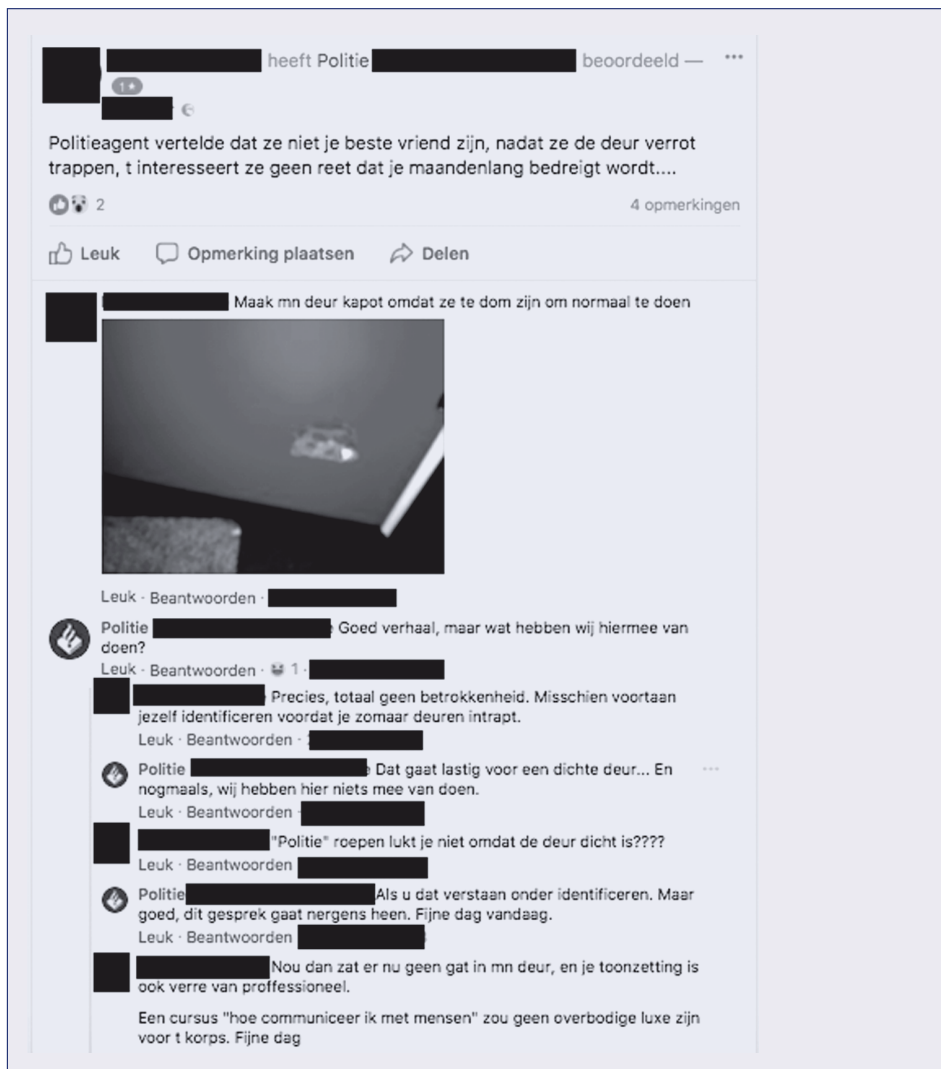 heeft Politie beoordeeld —
1★
Politieagent vertelde dat ze niet je beste vriend zijn, nadat ze de deur verrot
trappen, t interesseert ze geen reet dat je maandenlang bedreigt wordt....
2 4 opmerkingen
Leuk Opmerking plaatsen Delen
Maak mn deur kapot omdat ze te dom zijn om normaal te doen
Leuk · Beantwoorden ·
Politie Goed verhaal, maar wat hebben wij hiermee van
doen?
Leuk · Beantwoorden · 1 ·
Precies, totaal geen betrokkenheid. Misschien voortaan
jezelf identificeren voordat je zomaar deuren intrapt.
Leuk · Beantwoorden ·
Politie Dat gaat lastig voor een dichte deur... En
nogmaals, wij hebben hier niets mee van doen.
Leuk · Beantwoorden ·
"Politie" roepen lukt je niet omdat de deur dicht is????
Leuk · Beantwoorden
Politie Als u dat verstaan onder identificeren. Maar
goed, dit gesprek gaat nergens heen. Fijne dag vandaag.
Leuk · Beantwoorden
Nou dan zat er nu geen gat in mn deur, en je toonzetting is
ook verre van proffessioneel.
Een cursus "hoe communiceer ik met mensen" zou geen overbodige luxe zijn
voor t korps. Fijne dag